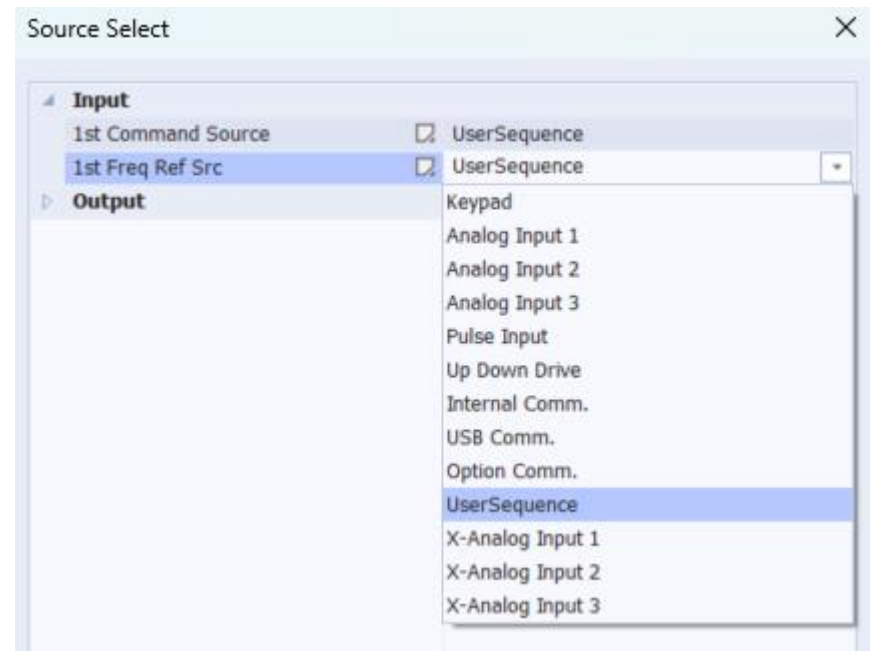 Source Select
Input
1st Command Source UserSequence
1st Freq Ref Src UserSequence
Output
Keypad
Analog Input 1
Analog Input 2
Analog Input 3
Pulse Input
Up Down Drive
Internal Comm.
USB Comm.
Option Comm.
UserSequence
X-Analog Input 1
X-Analog Input 2
X-Analog Input 3